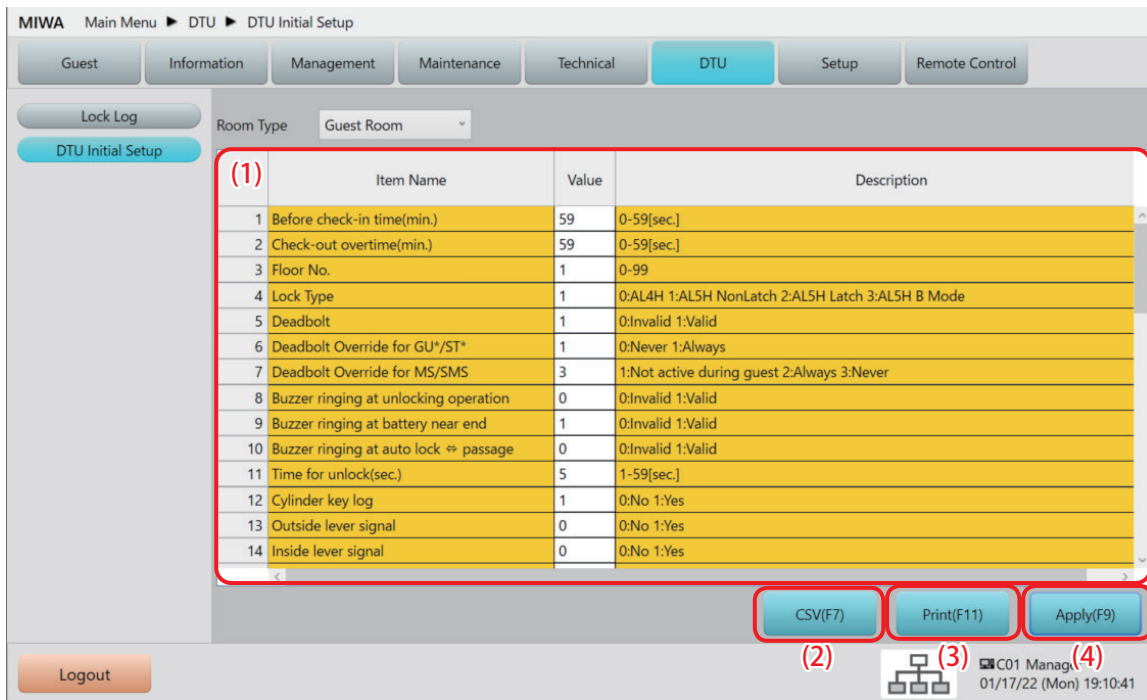 MIWA Main Menu ▶ DTU ▶ DTU Initial Setup
Guest Information Management Maintenance Technical DTU Setup Remote Control
Lock Log
DTU Initial Setup
Room Type Guest Room
(1) Item Name Value Description
1 Before check-in time(min.) 59 0-59[sec.]
2 Check-out overtime(min.) 59 0-59[sec.]
3 Floor No. 1 0-99
4 Lock Type 1 0:AL4H 1:AL5H NonLatch 2:AL5H Latch 3:AL5H B Mode
5 Deadbolt 1 0:Invalid 1:Valid
6 Deadbolt Override for GU*/ST* 1 0:Never 1:Always
7 Deadbolt Override for MS/SMS 3 1:Not active during guest 2:Always 3:Never
8 Buzzer ringing at unlocking operation 0 0:Invalid 1:Valid
9 Buzzer ringing at battery near end 1 0:Invalid 1:Valid
10 Buzzer ringing at auto lock ⇔ passage 0 0:Invalid 1:Valid
11 Time for unlock(sec.) 5 1-59[sec.]
12 Cylinder key log 1 0:No 1:Yes
13 Outside lever signal 0 0:No 1:Yes
14 Inside lever signal 0 0:No 1:Yes
CSV(F7) Print(F11) Apply(F9)
(2) (3) (4)
Logout
C01 Manag
01/17/22 (Mon) 19:10:41